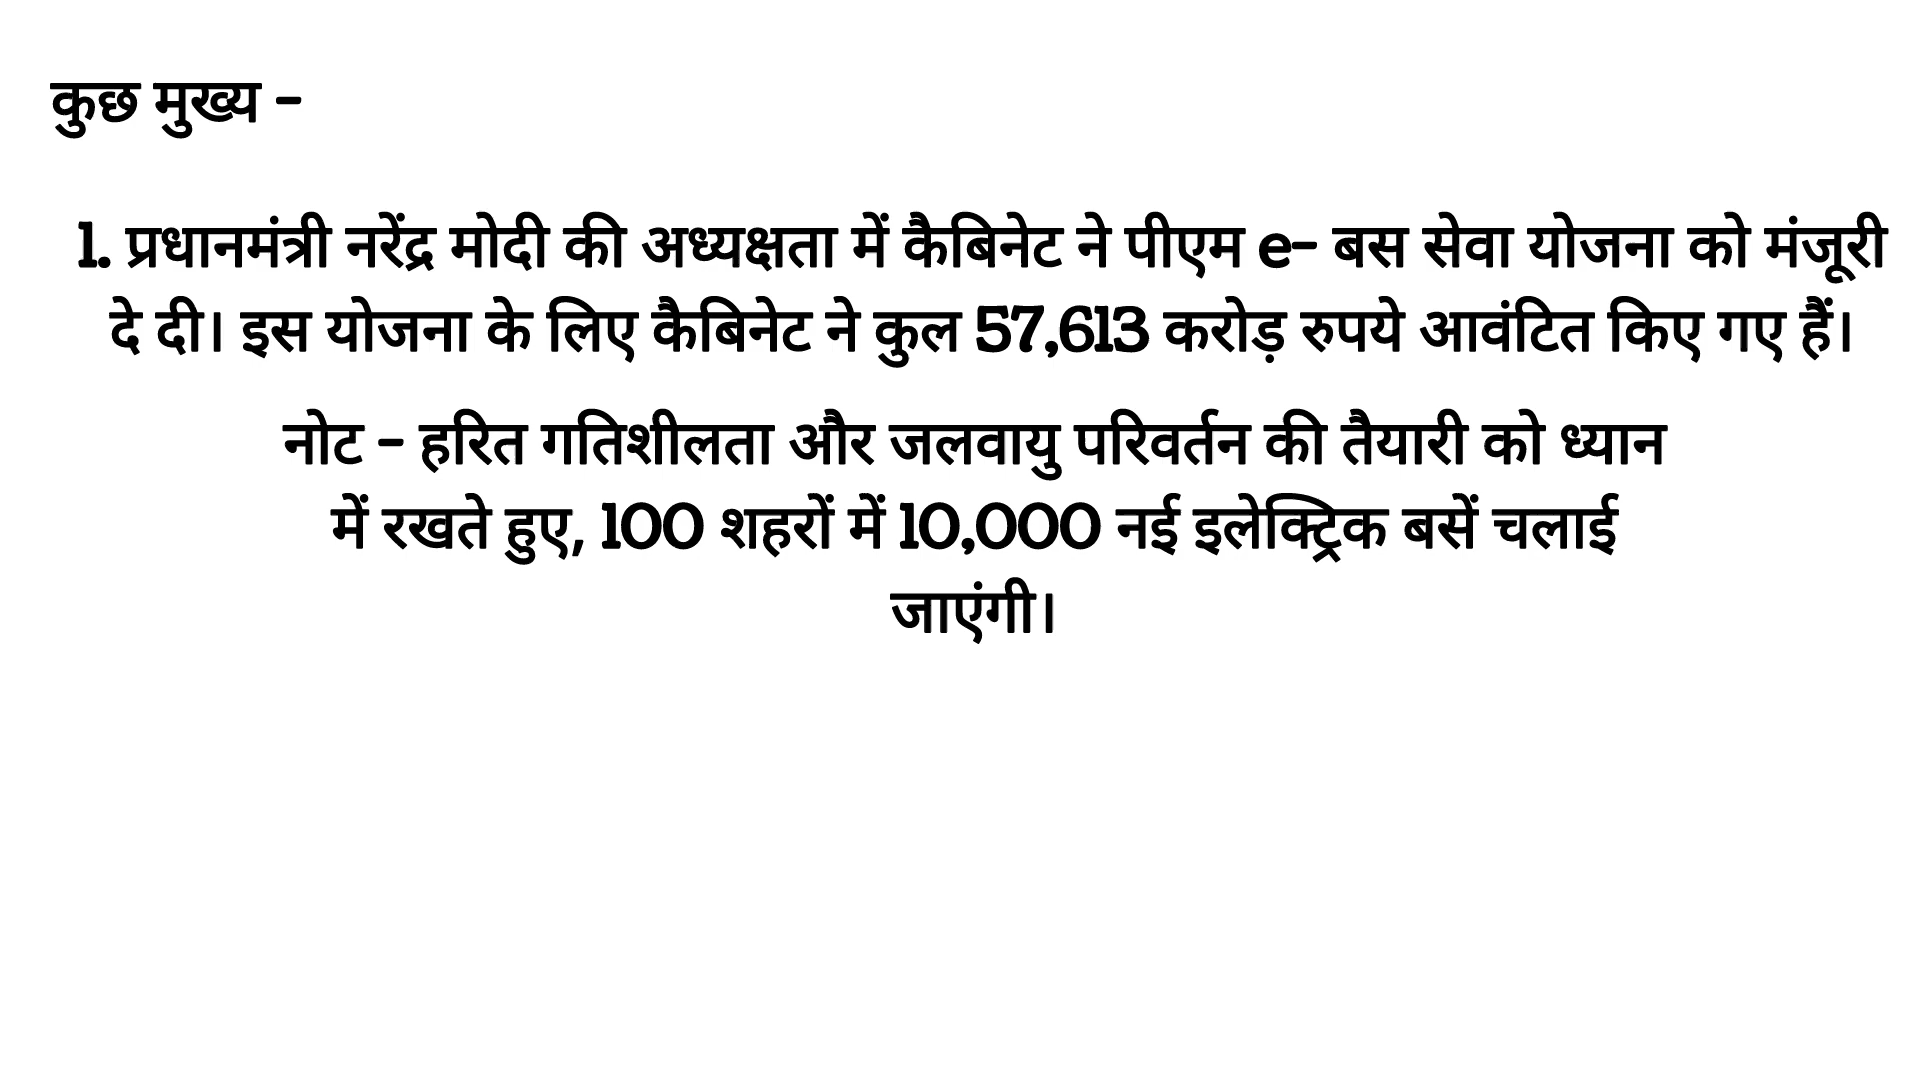 कुछ मुख्य -
1. प्रधानमंत्री नरेंद्र मोदी की अध्यक्षता में कैबिनेट ने पीएम e- बस सेवा योजना को मंजूरी
दे दी। इस योजना के लिए कैबिनेट ने कुल 57,613 करोड़ रुपये आवंटित किए गए हैं।
नोट - हरित गतिशीलता और जलवायु परिवर्तन की तैयारी को ध्यान
में रखते हुए, 100 शहरों में 10,000 नई इलेक्ट्रिक बसें चलाई
जाएंगी।